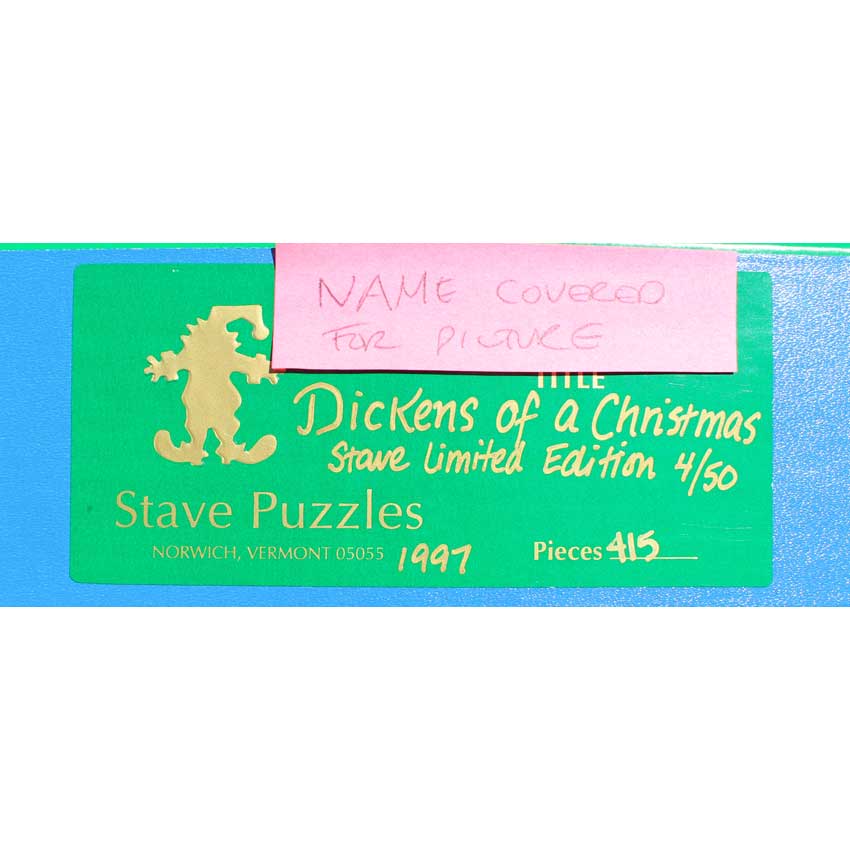 NAME COVERED
FOR PICTURE
TITLE
Dickens of a Christmas
Stave Limited Edition 4/50
Stave Puzzles
NORWICH, VERMONT 05055 1997
Pieces 415